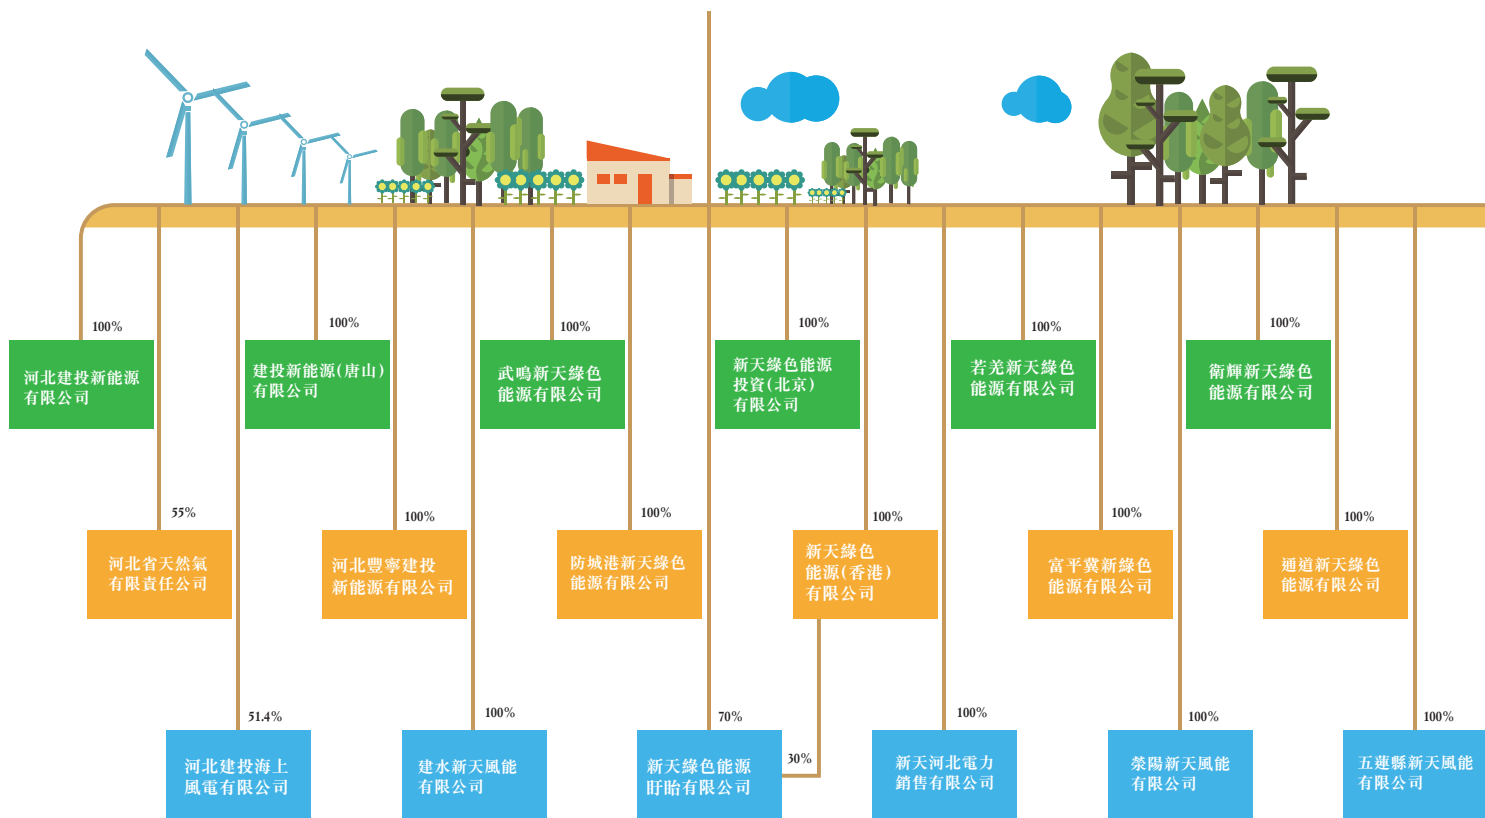 100%
河北建投新能源
有限公司
100%
建投新能源(唐山)
有限公司
100%
武鳴新天綠色
能源有限公司
100%
新天綠色能源
投資(北京)
有限公司
100%
若羌新天綠色
能源有限公司
100%
衛輝新天綠色
能源有限公司
55%
河北省天然氣
有限責任公司
100%
河北豐寧建投
新能源有限公司
100%
防城港新天綠色
能源有限公司
100%
新天綠色
能源(香港)
有限公司
100%
富平冀新綠色
能源有限公司
100%
通道新天綠色
能源有限公司
51.4%
河北建投海上
風電有限公司
100%
建水新天風能
有限公司
70%
新天綠色能源
盱眙有限公司
30%
100%
新天河北電力
銷售有限公司
100%
滎陽新天風能
有限公司
100%
五蓮縣新天風能
有限公司